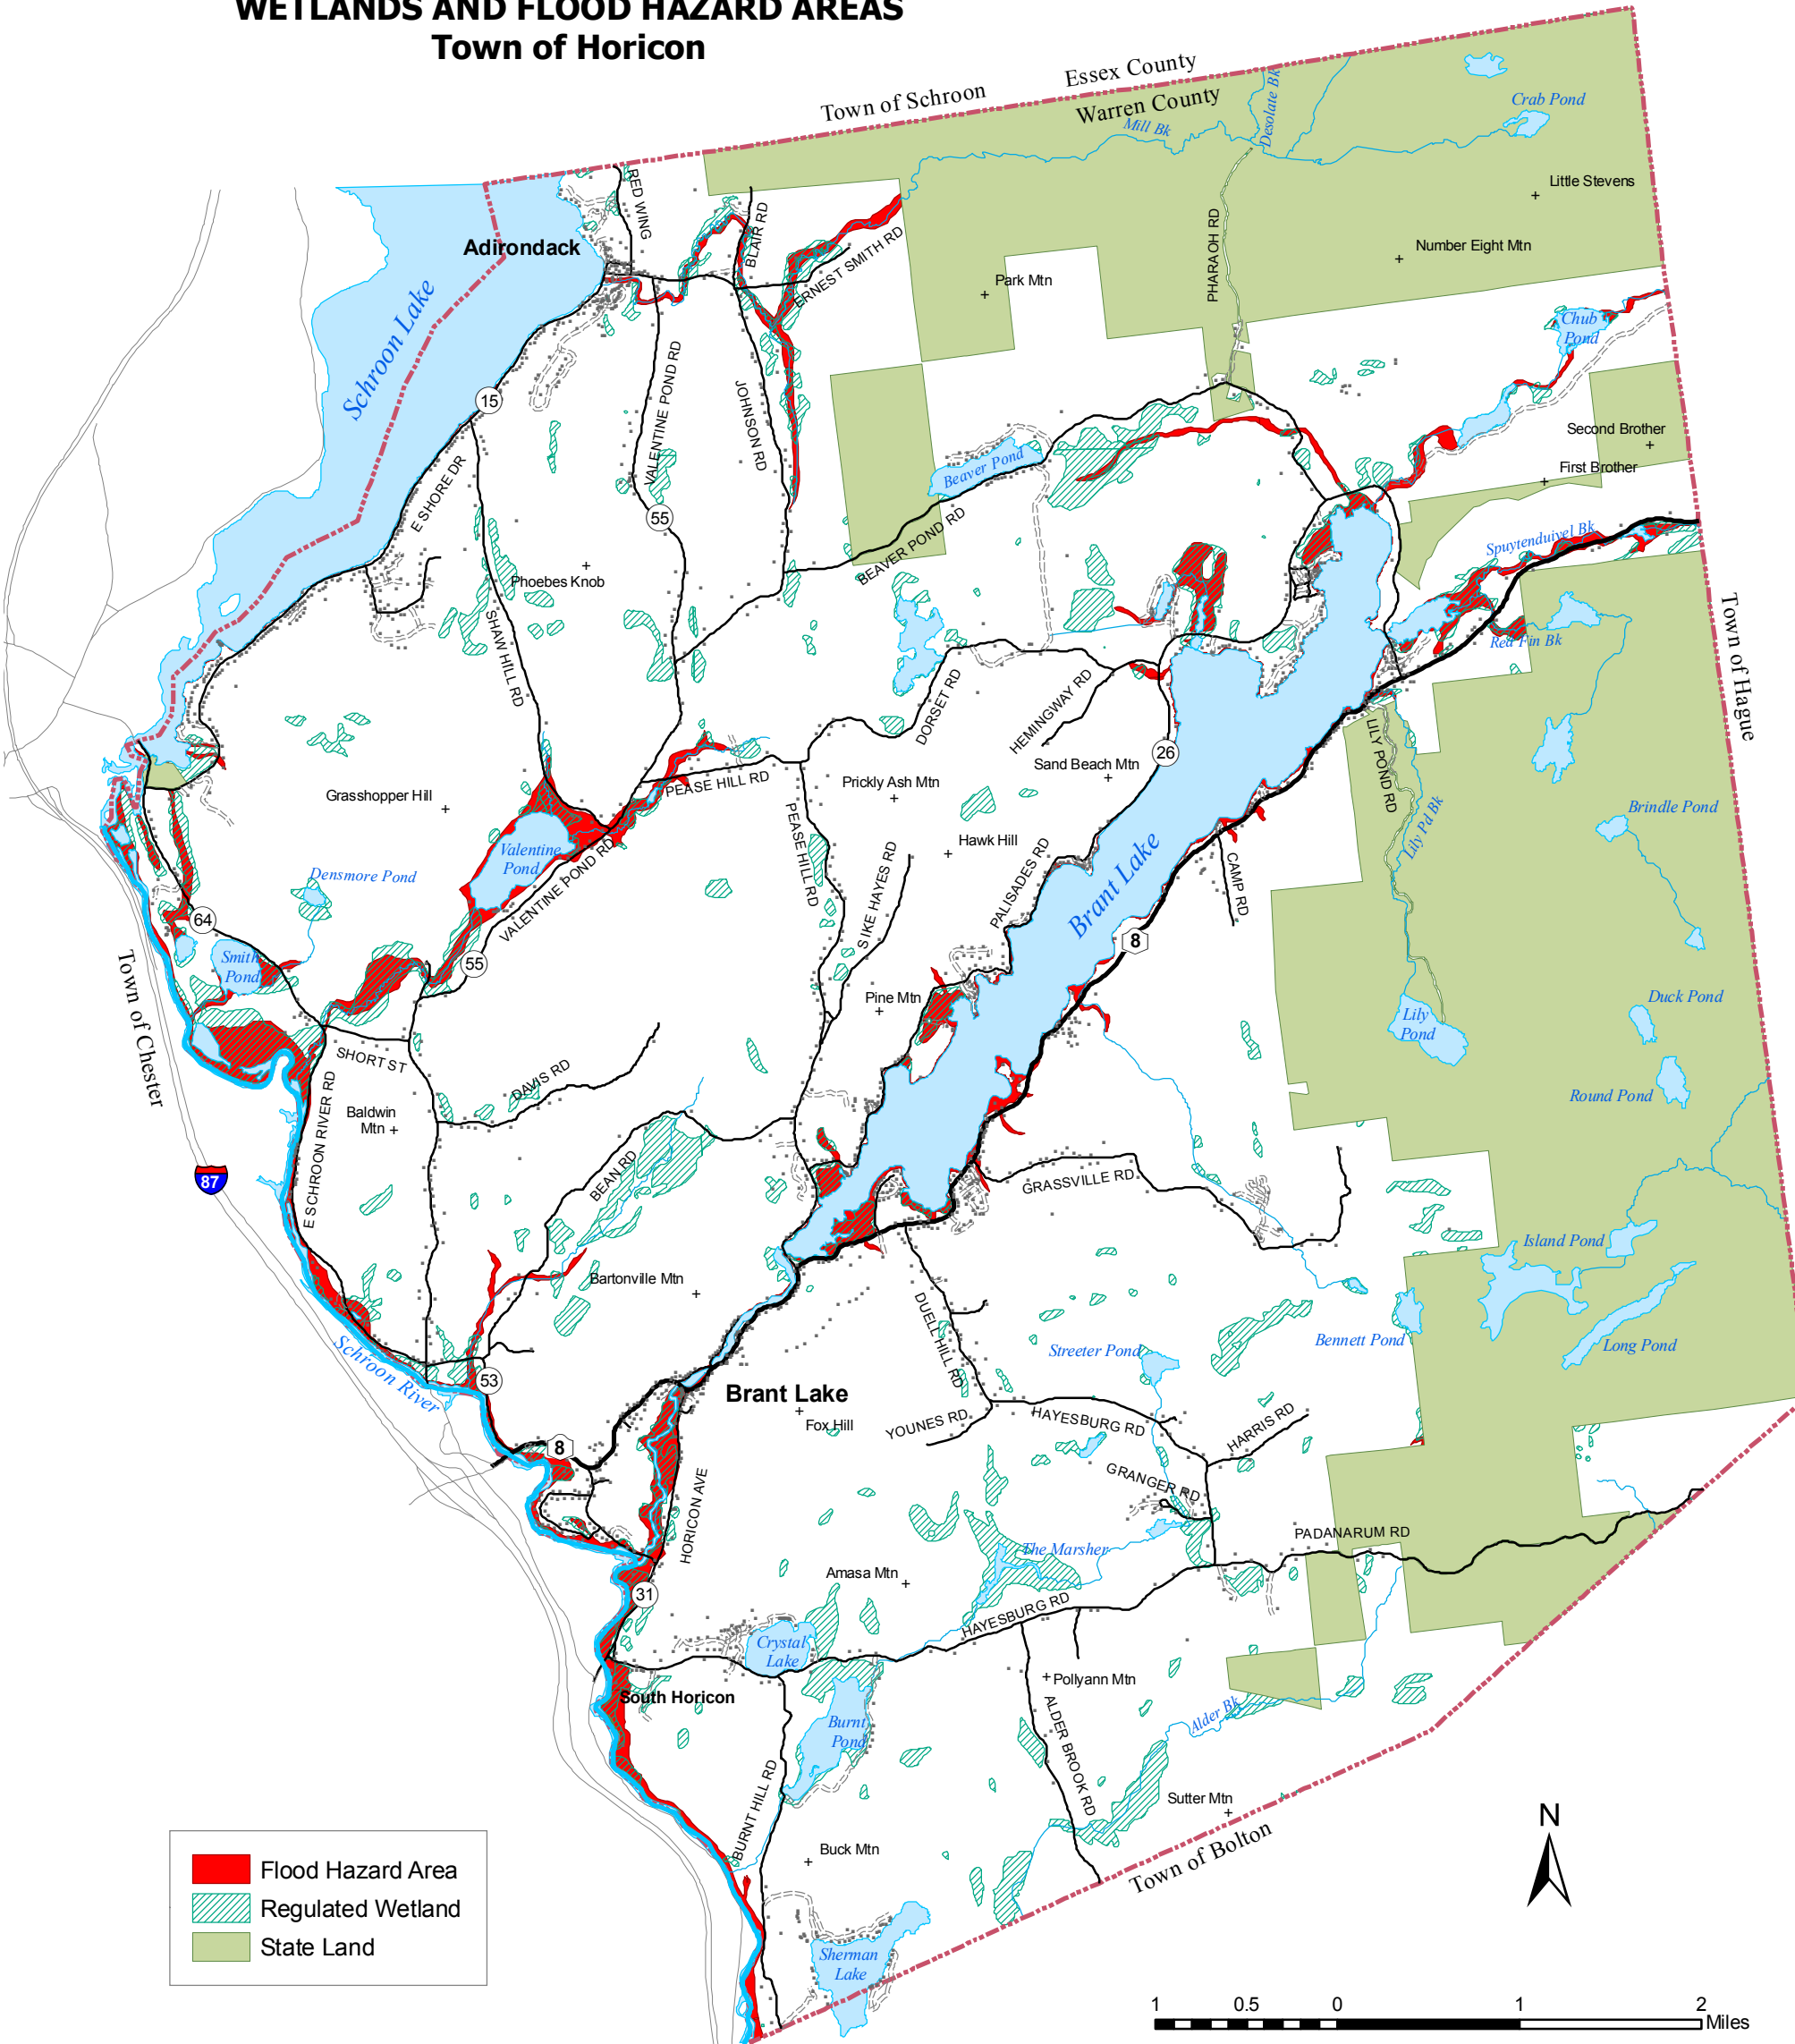 WETLANDS AND FLOOD HAZARD AREAS
Town of Horicon
Essex County
Town of Schroon
Warren County
Desolate Bk
Mill Bk
Crab Pond
Little Stevens
RED WING
Adirondack
BLAIR RD
ERNEST SMITH RD
PHARAOH RD
Number Eight Mtn
Park Mtn
Schroon Lake
Chub
Pond
15
VALENTINE POND RD
JOHNSON RD
Second Brother
First Brother
Beaver Pond
E SHORE DR
55
BEAVER POND RD
Spuytenduivel Bk
Phoebes Knob
SHAW HILL RD
Red Fin Bk
Town of Hague
DORSET RD
HEMINGWAY RD
26
LILY POND RD
Sand Beach Mtn
PEASE HILL RD
Prickly Ash Mtn
Grasshopper Hill
Brindle Pond
Lily Pd Bk
Valentine
Pond
VALENTINE POND RD
PEASE HILL RD
Hawk Hill
S IKE HAYES RD
PALISADES RD
Brant Lake
CAMP RD
Densmore Pond
64
8
Smith
Pond
55
Town of Chester
Pine Mtn
Duck Pond
Lily
Pond
SHORT ST
DAVIS RD
Round Pond
E SCHROON RIVER RD
Baldwin
Mtn
87
BEAN RD
GRASSVILLE RD
Island Pond
Bartonville Mtn
DUELL HILL RD
Streeter Pond
Bennett Pond
Long Pond
Schroon River
53
Brant Lake
Fox Hill
YOUNES RD
HAYESBURG RD
HARRIS RD
8
GRANGER RD
HORICON AVE
PADANARUM RD
The Marsher
Amasa Mtn
31
HAYESBURG RD
Crystal
Lake
Pollyann Mtn
South Horicon
Burnt
Pond
ALDER BROOK RD
Alder Bk
BURNT HILL RD
Sutter Mtn
N
Buck Mtn
Town of Bolton
Flood Hazard Area
Regulated Wetland
State Land
Sherman
Lake
1 0.5 0 1 2
Miles